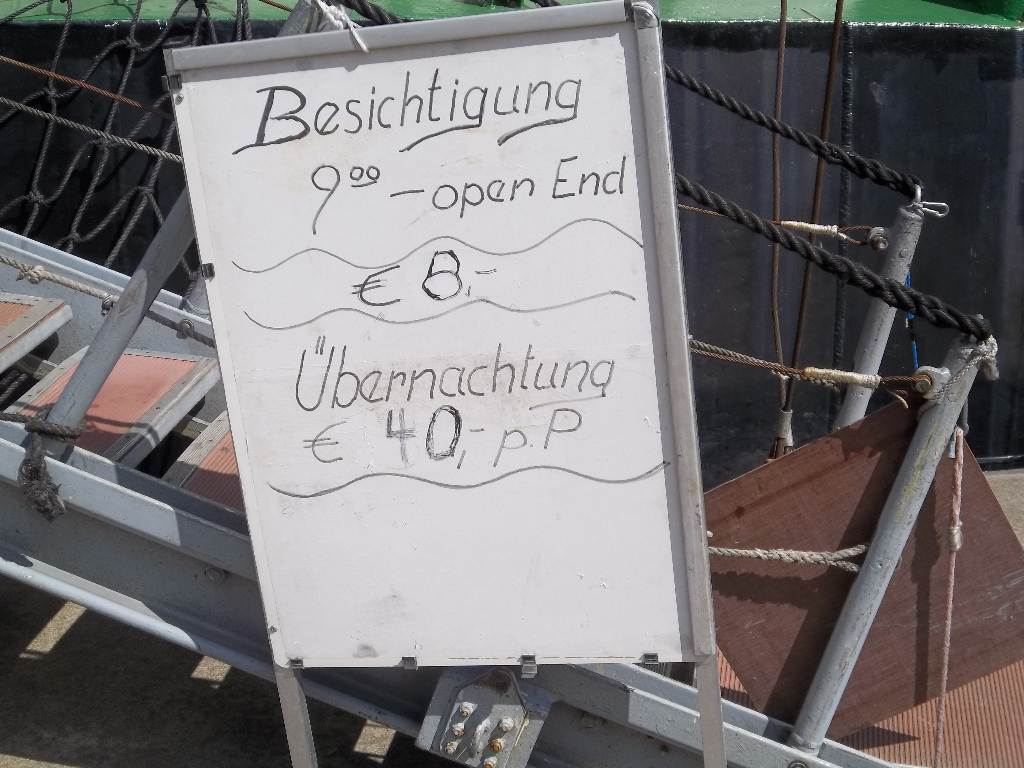 Besichtigung
9⁰⁰ – open End
€ 8,-
Übernachtung
€ 40,- p.P